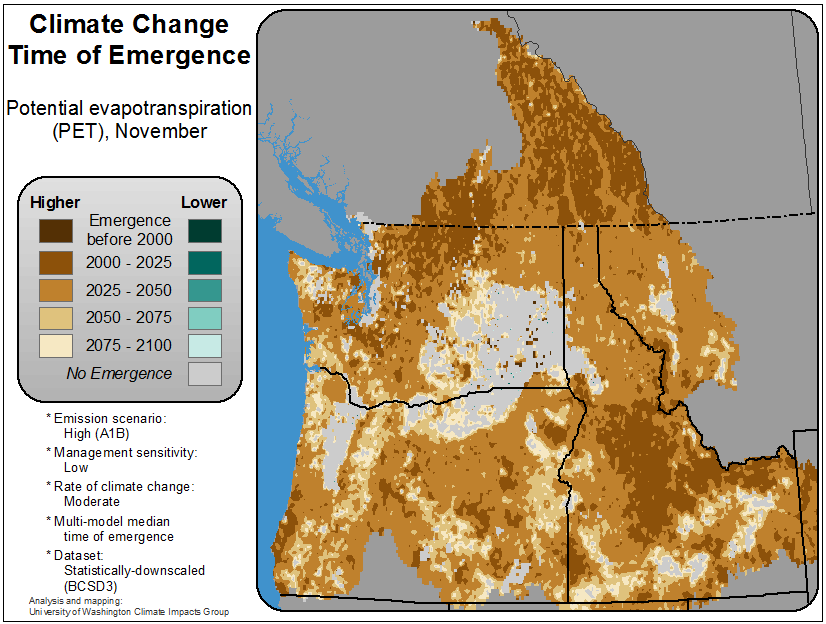 Climate Change
Time of Emergence
Potential evapotranspiration
(PET), November
Higher
Lower
Emergence
before 2000
2000 - 2025
2025 - 2050
2050 - 2075
2075 - 2100
No Emergence
* Emission scenario:
High (A1B)
* Management sensitivity:
Low
* Rate of climate change:
Moderate
* Multi-model median
time of emergence
* Dataset:
Statistically-downscaled
(BCSD3)
Analysis and mapping:
University of Washington Climate Impacts Group